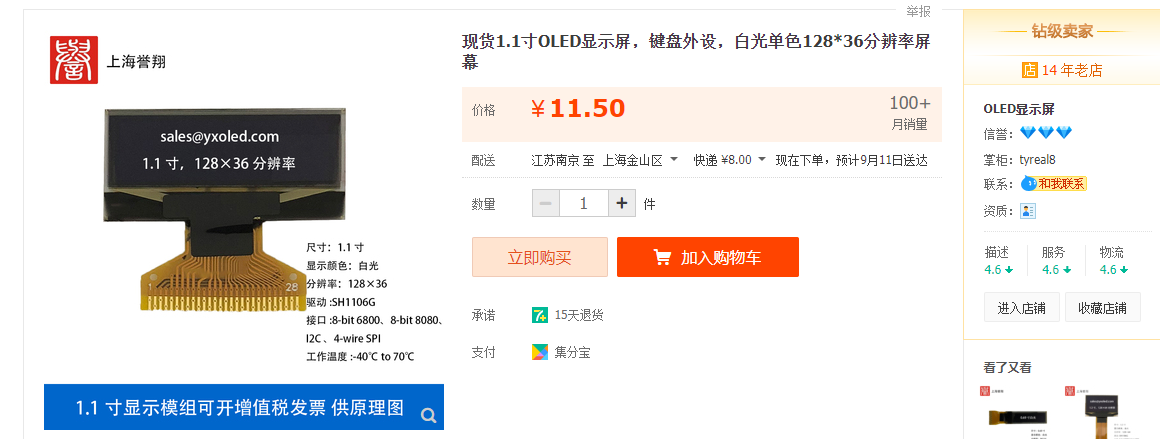 举报
上海誉翔
sales@yxoled.com
1.1 寸，128×36 分辨率
1
28
尺寸：1.1 寸
显示颜色：白光
分辨率：128×36
驱动 :SH1106G
接口 :8-bit 6800、8-bit 8080、
I2C 、4-wire SPI
工作温度 :-40℃ to 70℃
1.1 寸显示模组可开增值税发票 供原理图
现货1.1寸OLED显示屏，键盘外设，白光单色128*36分辨率屏
幕
价格 ¥11.50 100+
月销量
配送 江苏南京 至 上海金山区 快递 ¥8.00 现在下单，预计9月11日送达
数量 1 件
立即购买 加入购物车
承诺 7+ 15天退货
支付 集分宝
钻级卖家
店 14 年老店
OLED显示屏
信誉：
掌柜：tyreal8
联系：和我联系
资质：
描述 服务 物流
4.6 4.6 4.6
进入店铺 收藏店铺
看了又看